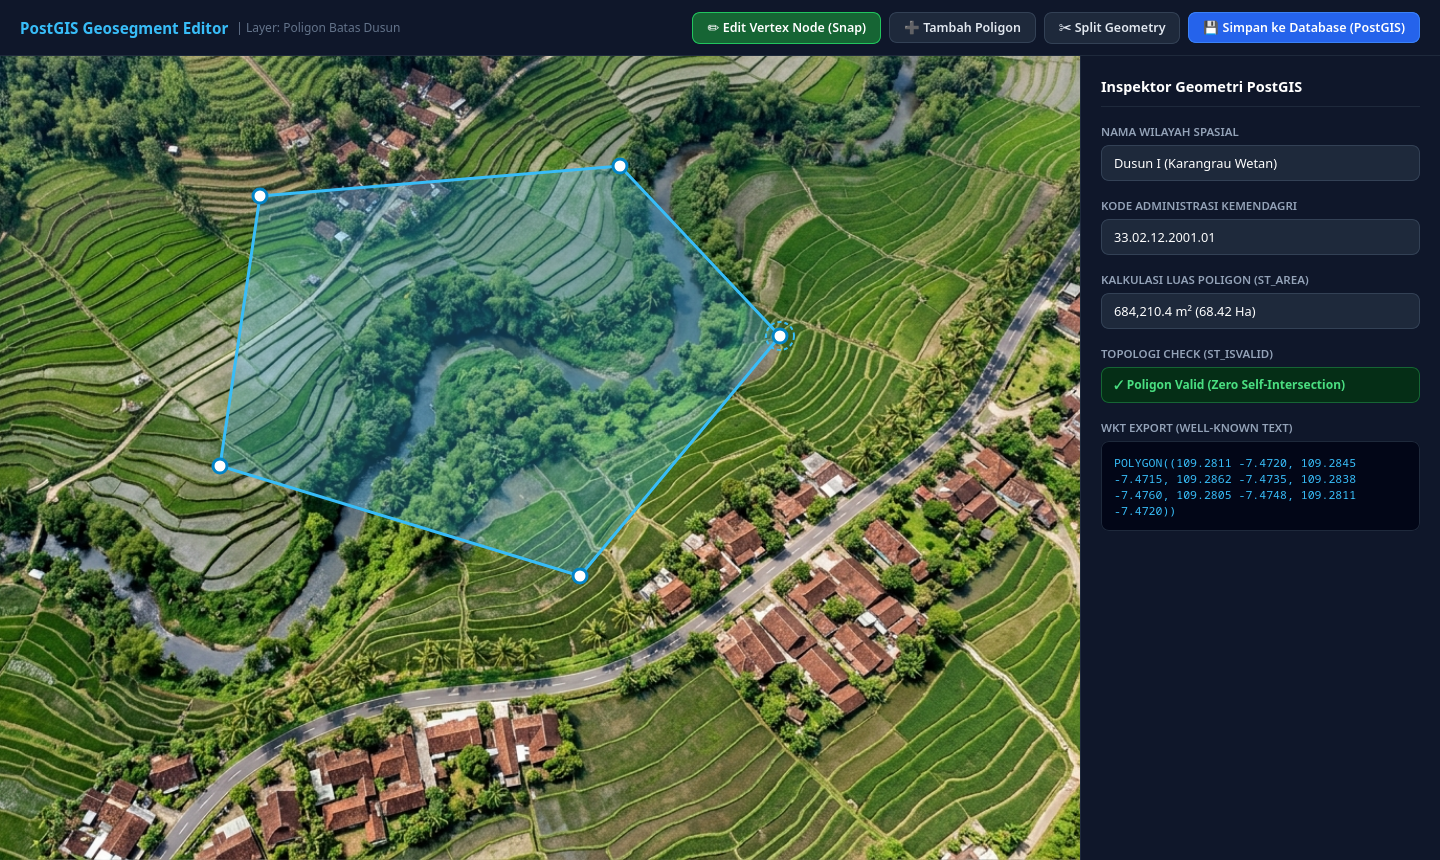 PostGIS Geosegment Editor | Layer: Poligon Batas Dusun
✏ Edit Vertex Node (Snap)
➕ Tambah Poligon
✂ Split Geometry
💾 Simpan ke Database (PostGIS)
Inspektor Geometri PostGIS
NAMA WILAYAH SPASIAL
Dusun I (Karangrau Wetan)
KODE ADMINISTRASI KEMENDAGRI
33.02.12.2001.01
KALKULASI LUAS POLIGON (ST_AREA)
684,210.4 m² (68.42 Ha)
TOPOLOGI CHECK (ST_ISVALID)
✓ Poligon Valid (Zero Self-Intersection)
WKT EXPORT (WELL-KNOWN TEXT)
POLYGON((109.2811 -7.4720, 109.2845
-7.4715, 109.2862 -7.4735, 109.2838
-7.4760, 109.2805 -7.4748, 109.2811
-7.4720))